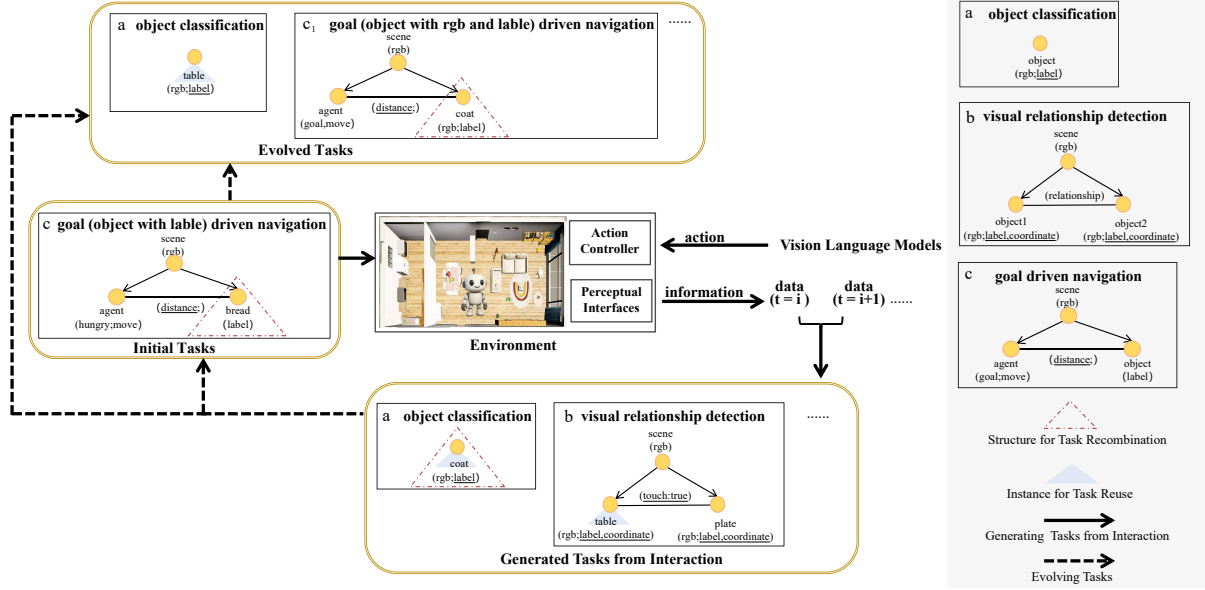 a object classification
table
(rgb;label)
c1 goal (object with rgb and lable) driven navigation
scene
(rgb)
agent
(goal,move)
(distance;)
coat
(rgb;label)
......
Evolved Tasks
c goal (object with lable) driven navigation
scene
(rgb)
agent
(hungry;move)
(distance;)
bread
(label)
Initial Tasks
Action
Controller
Perceptual
Interfaces
Environment
action
Vision Language Models
information
data
(t = i )
data
(t = i+1)
......
a object classification
coat
(rgb;label)
b visual relationship detection
scene
(rgb)
(touch:true)
table
(rgb;label,coordinate)
plate
(rgb;label,coordinate)
......
Generated Tasks from Interaction
a
object classification
object
(rgb;label)
b visual relationship detection
scene
(rgb)
(relationship)
object1
(rgb;label,coordinate)
object2
(rgb;label,coordinate)
c
goal driven navigation
scene
(rgb)
agent
(goal;move)
(distance;)
object
(label)
Structure for Task Recombination
Instance for Task Reuse
Generating Tasks from Interaction
Evolving Tasks